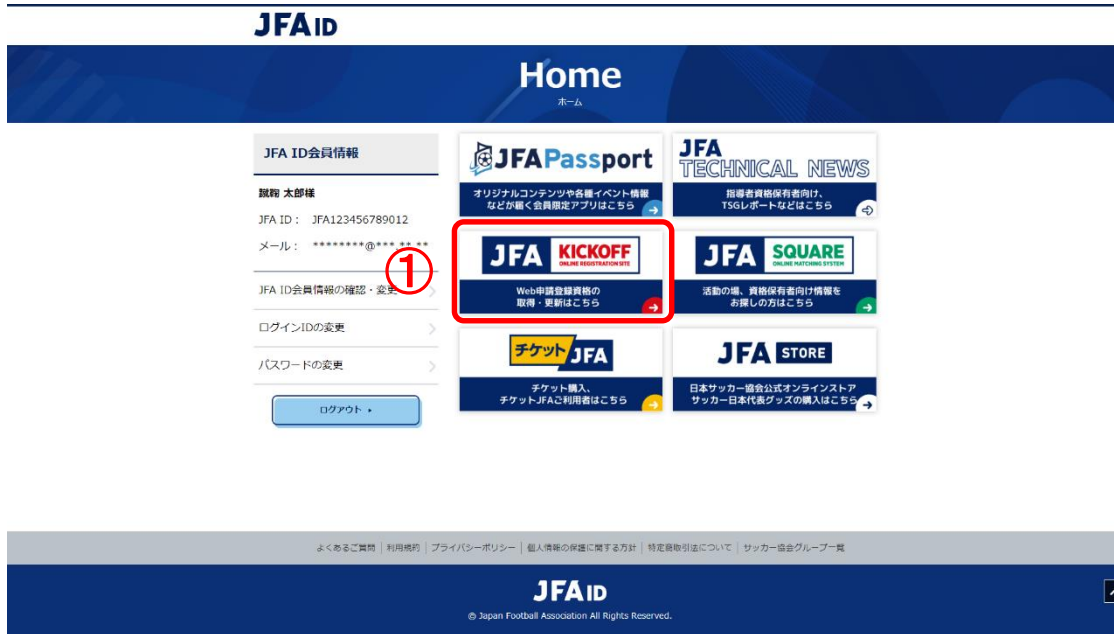 JFA ID
Home
ホーム
JFA ID会員情報
蹴鞠 太郎様
JFA ID： JFA123456789012
メール： ********@***.**.**
①
JFA ID会員情報の確認・変更
ログインIDの変更
パスワードの変更
ログアウト
JFA Passport
オリジナルコンテンツや各種イベント情報
などが届く会員限定アプリはこちら
JFA
TECHNICAL NEWS
指導者資格保有者向け、
TSGレポートなどはこちら
JFA KICKOFF
ONLINE REGISTRATION SITE
Web申請登録資格の
取得・更新はこちら
JFA SQUARE
ONLINE MATCHING SYSTEM
活動の場、資格保有者向け情報を
お探しの方はこちら
チケットJFA
チケット購入、
チケットJFAご利用者はこちら
JFA STORE
日本サッカー協会公式オンラインストア
サッカー日本代表グッズの購入はこちら
よくあるご質問 | 利用規約 | プライバシーポリシー | 個人情報の保護に関する方針 | 特定商取引法について | サッカー協会グループ一覧
JFA ID
© Japan Football Association All Rights Reserved.